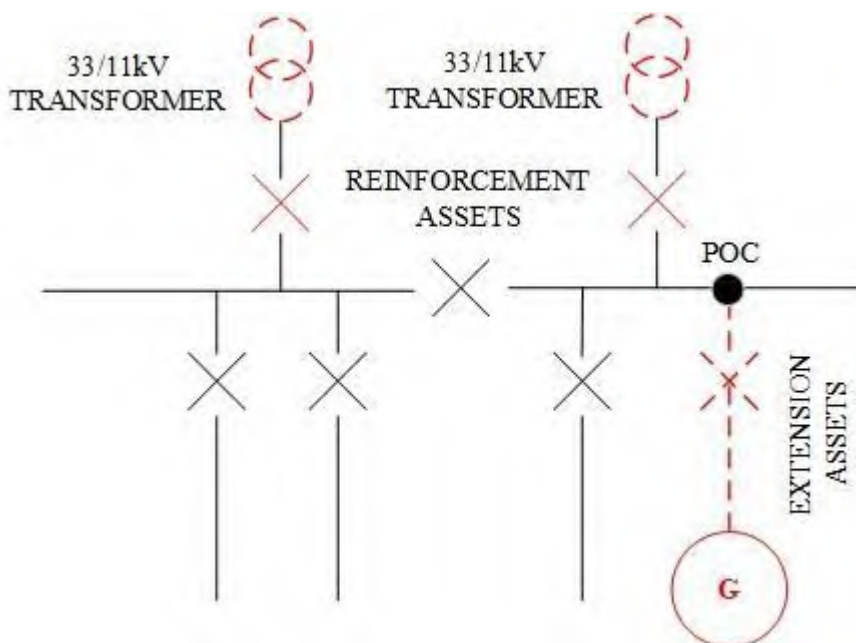 33/11kV
TRANSFORMER
33/11kV
TRANSFORMER
REINFORCEMENT
ASSETS
POC
EXTENSION
ASSETS
G